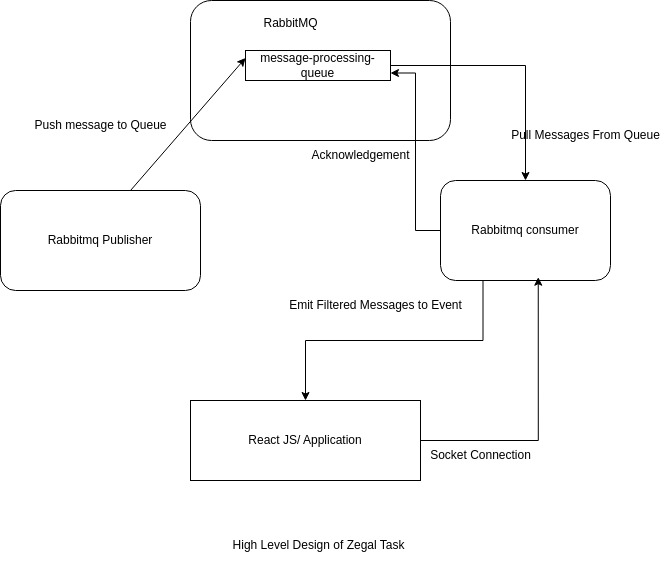 RabbitMQ
message-processing-
queue
Push message to Queue
Pull Messages From Queue
Acknowledgement
Rabbitmq Publisher
Rabbitmq consumer
Emit Filtered Messages to Event
React JS/ Application
Socket Connection
High Level Design of Zegal Task